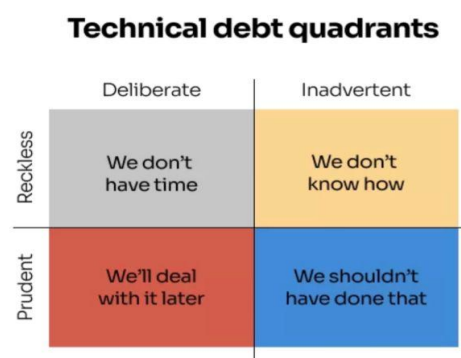 Technical debt quadrants
Deliberate
Inadvertent
Reckless
We don't
have time
We don't
know how
Prudent
We'll deal
with it later
We shouldn't
have done that